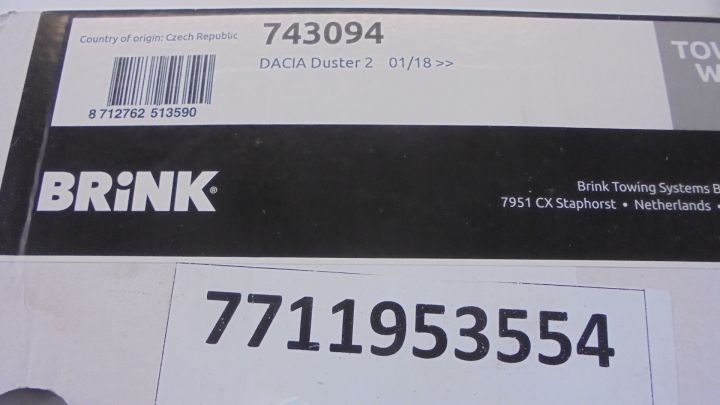 Country of origin: Czech Republic
743094
DACIA Duster 2 01/18 >>
8 712762 513590
BRiNK®
Brink Towing Systems B
7951 CX Staphorst • Netherlands •
7711953554